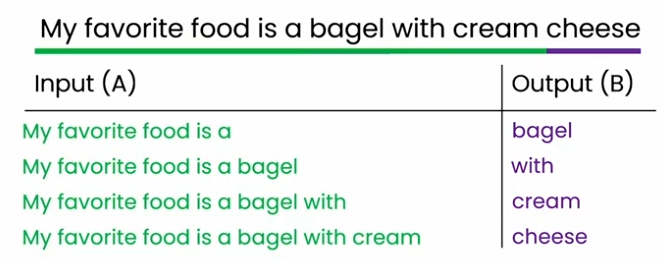 My favorite food is a bagel with cream cheese
Input (A) Output (B)
My favorite food is a bagel
My favorite food is a bagel with
My favorite food is a bagel with cream
My favorite food is a bagel with cream cheese